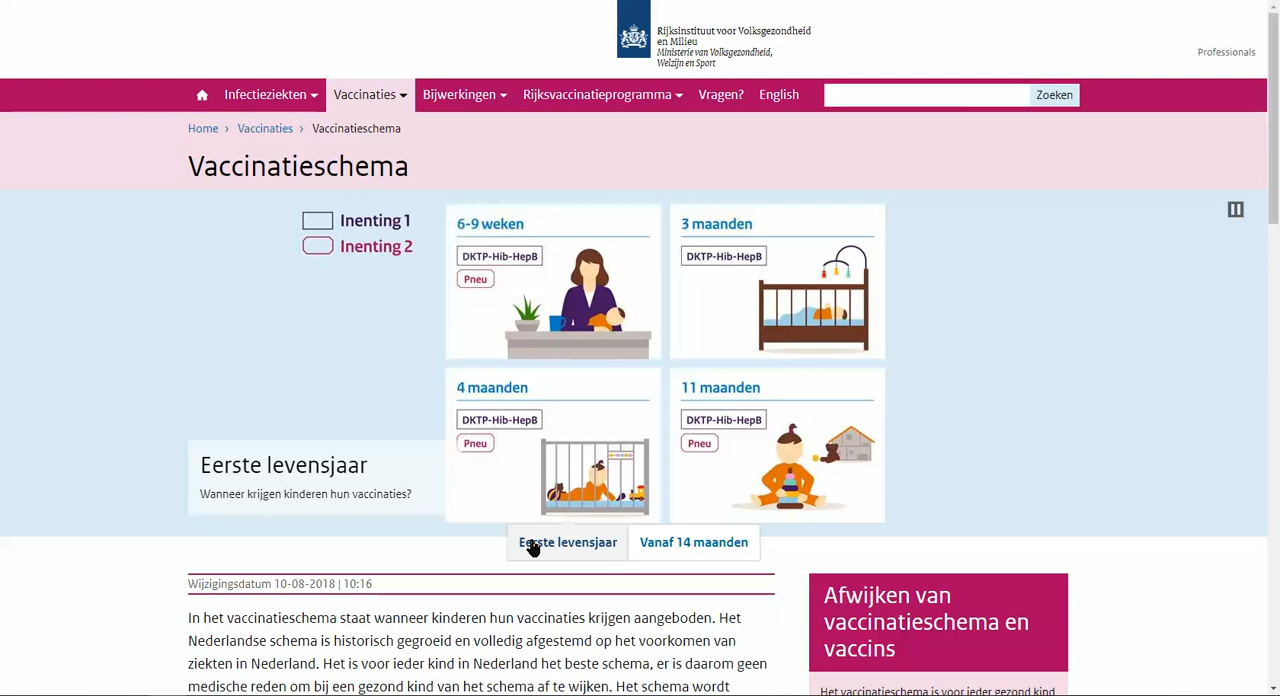 Rijksinstituut voor Volksgezondheid
en Milieu
Ministerie van Volksgezondheid,
Welzijn en Sport
Professionals
Infectieziekten
Vaccinaties
Bijwerkingen
Rijksvaccinatieprogramma
Vragen?
English
Zoeken
Home › Vaccinaties › Vaccinatieschema
Vaccinatieschema
Inenting 1
Inenting 2
6-9 weken
DKTP-Hib-HepB
Pneu
3 maanden
DKTP-Hib-HepB
4 maanden
DKTP-Hib-HepB
Pneu
11 maanden
DKTP-Hib-HepB
Pneu
Eerste levensjaar
Wanneer krijgen kinderen hun vaccinaties?
Eerste levensjaar
Vanaf 14 maanden
Wijzigingsdatum 10-08-2018 | 10:16
In het vaccinatieschema staat wanneer kinderen hun vaccinaties krijgen aangeboden. Het
Nederlandse schema is historisch gegroeid en volledig afgestemd op het voorkomen van
ziekten in Nederland. Het is voor ieder kind in Nederland het beste schema, er is daarom geen
medische reden om bij een gezond kind van het schema af te wijken. Het schema wordt
Afwijken van
vaccinatieschema en
vaccins
Het vaccinatieschema is voor ieder gezond kind